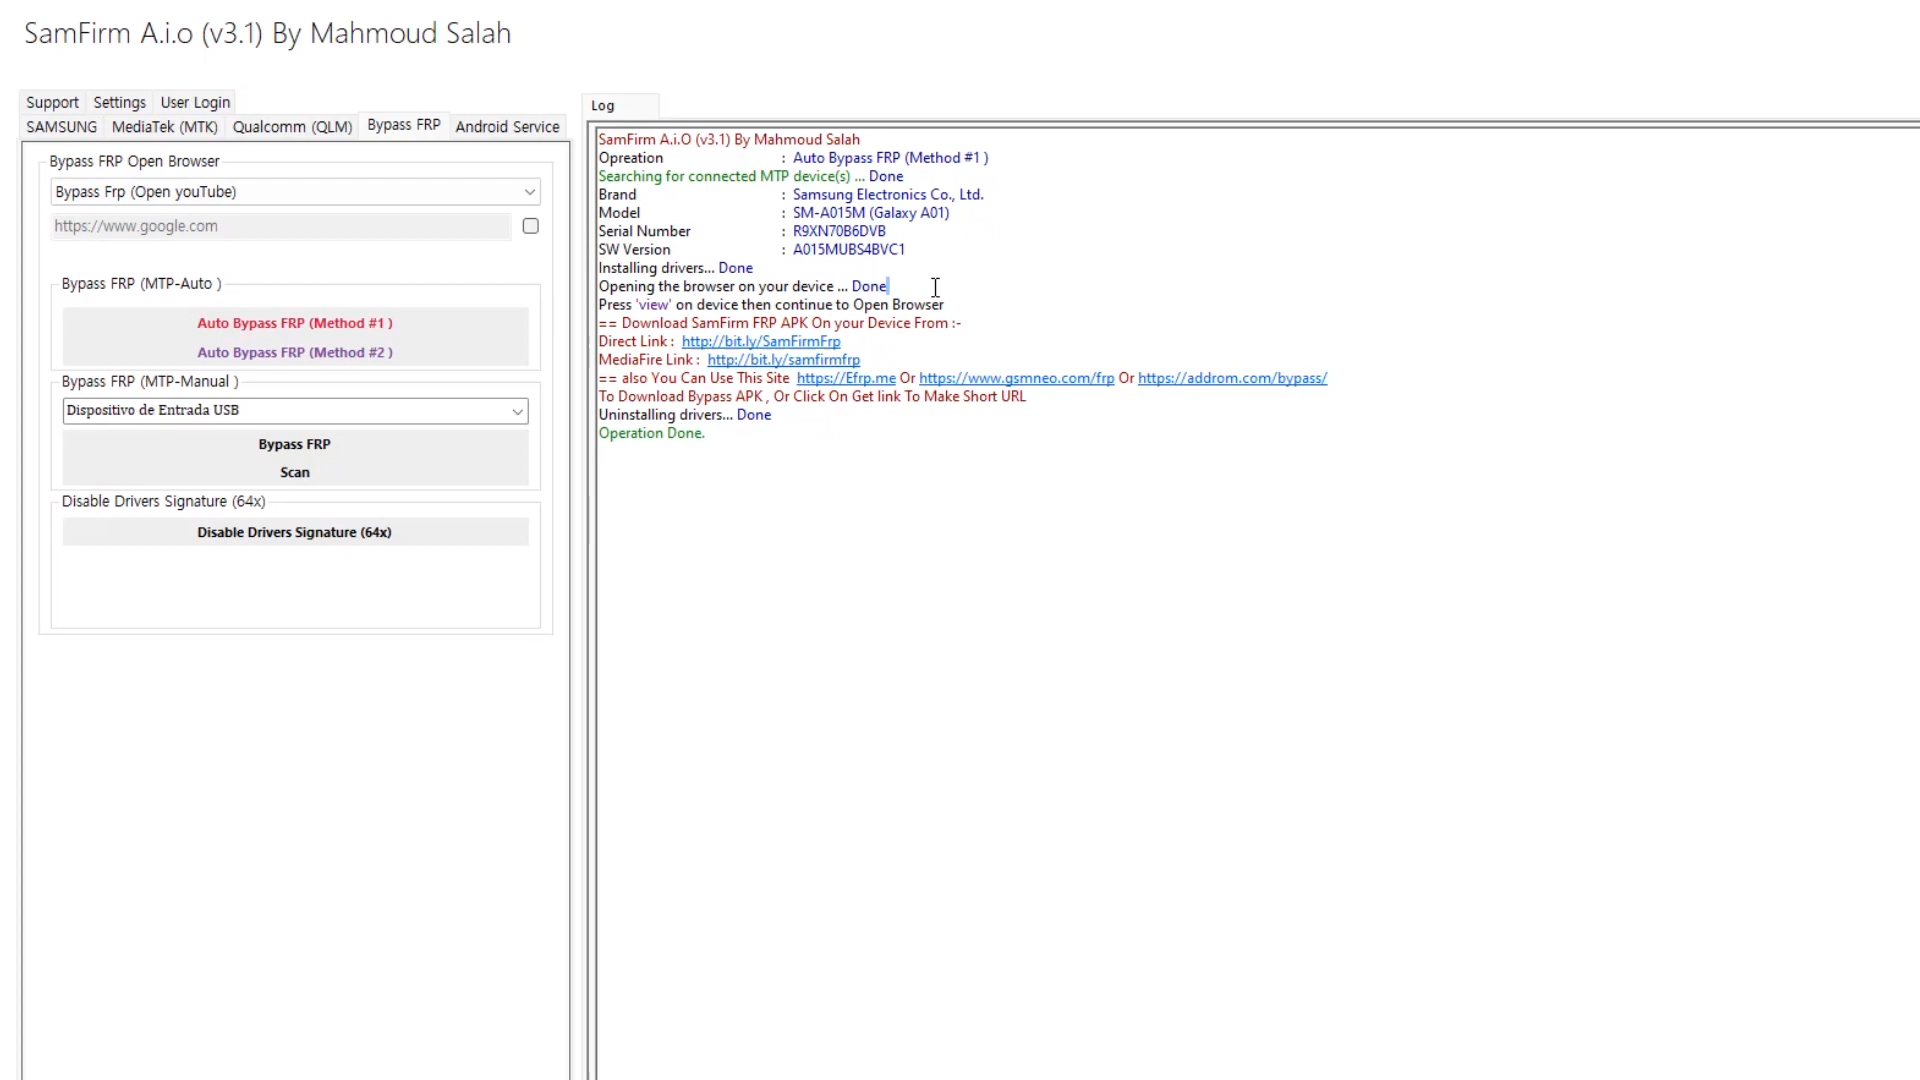 SamFirm A.i.o (v3.1) By Mahmoud Salah
Support Settings User Login
SAMSUNG MediaTek (MTK) Qualcomm (QLM) Bypass FRP Android Service
Bypass FRP Open Browser
Bypass Frp (Open youTube)
https://www.google.com
Bypass FRP (MTP-Auto )
Auto Bypass FRP (Method #1 )
Auto Bypass FRP (Method #2 )
Bypass FRP (MTP-Manual )
Dispositivo de Entrada USB
Bypass FRP
Scan
Disable Drivers Signature (64x)
Disable Drivers Signature (64x)
Log
SamFirm A.i.O (v3.1) By Mahmoud Salah
Opreation : Auto Bypass FRP (Method #1 )
Searching for connected MTP device(s) ... Done
Brand : Samsung Electronics Co., Ltd.
Model : SM-A015M (Galaxy A01)
Serial Number : R9XN70B6DVB
SW Version : A015MUBS4BVC1
Installing drivers... Done
Opening the browser on your device ... Done
Press 'view' on device then continue to Open Browser
== Download SamFirm FRP APK On your Device From :-
Direct Link : http://bit.ly/SamFirmFrp
MediaFire Link : http://bit.ly/samfirmfrp
== also You Can Use This Site https://Efrp.me Or https://www.gsmneo.com/frp Or https://addrom.com/bypass/
To Download Bypass APK , Or Click On Get link To Make Short URL
Uninstalling drivers... Done
Operation Done.